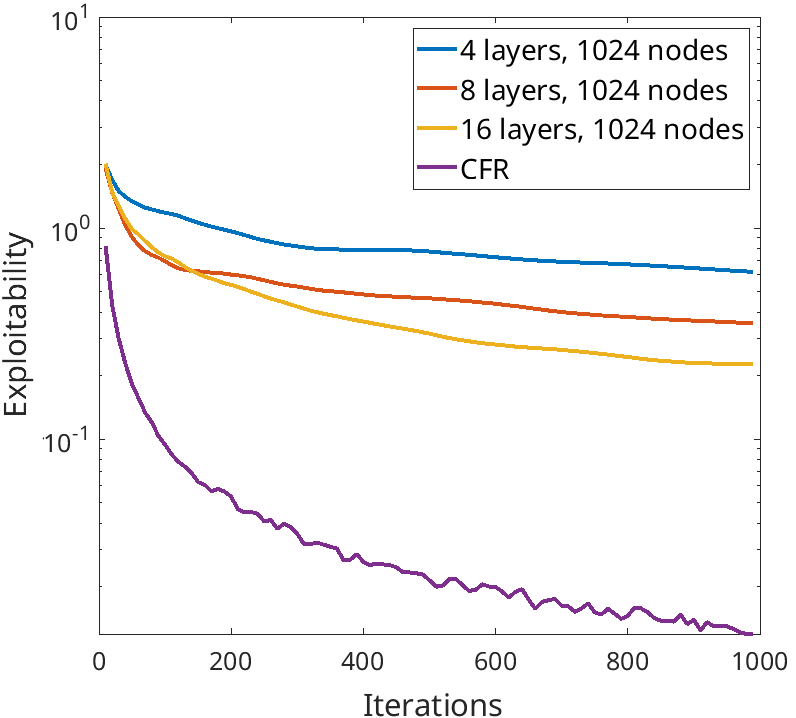 10^1
4 layers, 1024 nodes
8 layers, 1024 nodes
16 layers, 1024 nodes
CFR
10^0
Exploitability
10^-1
0 200 400 600 800 1000
Iterations